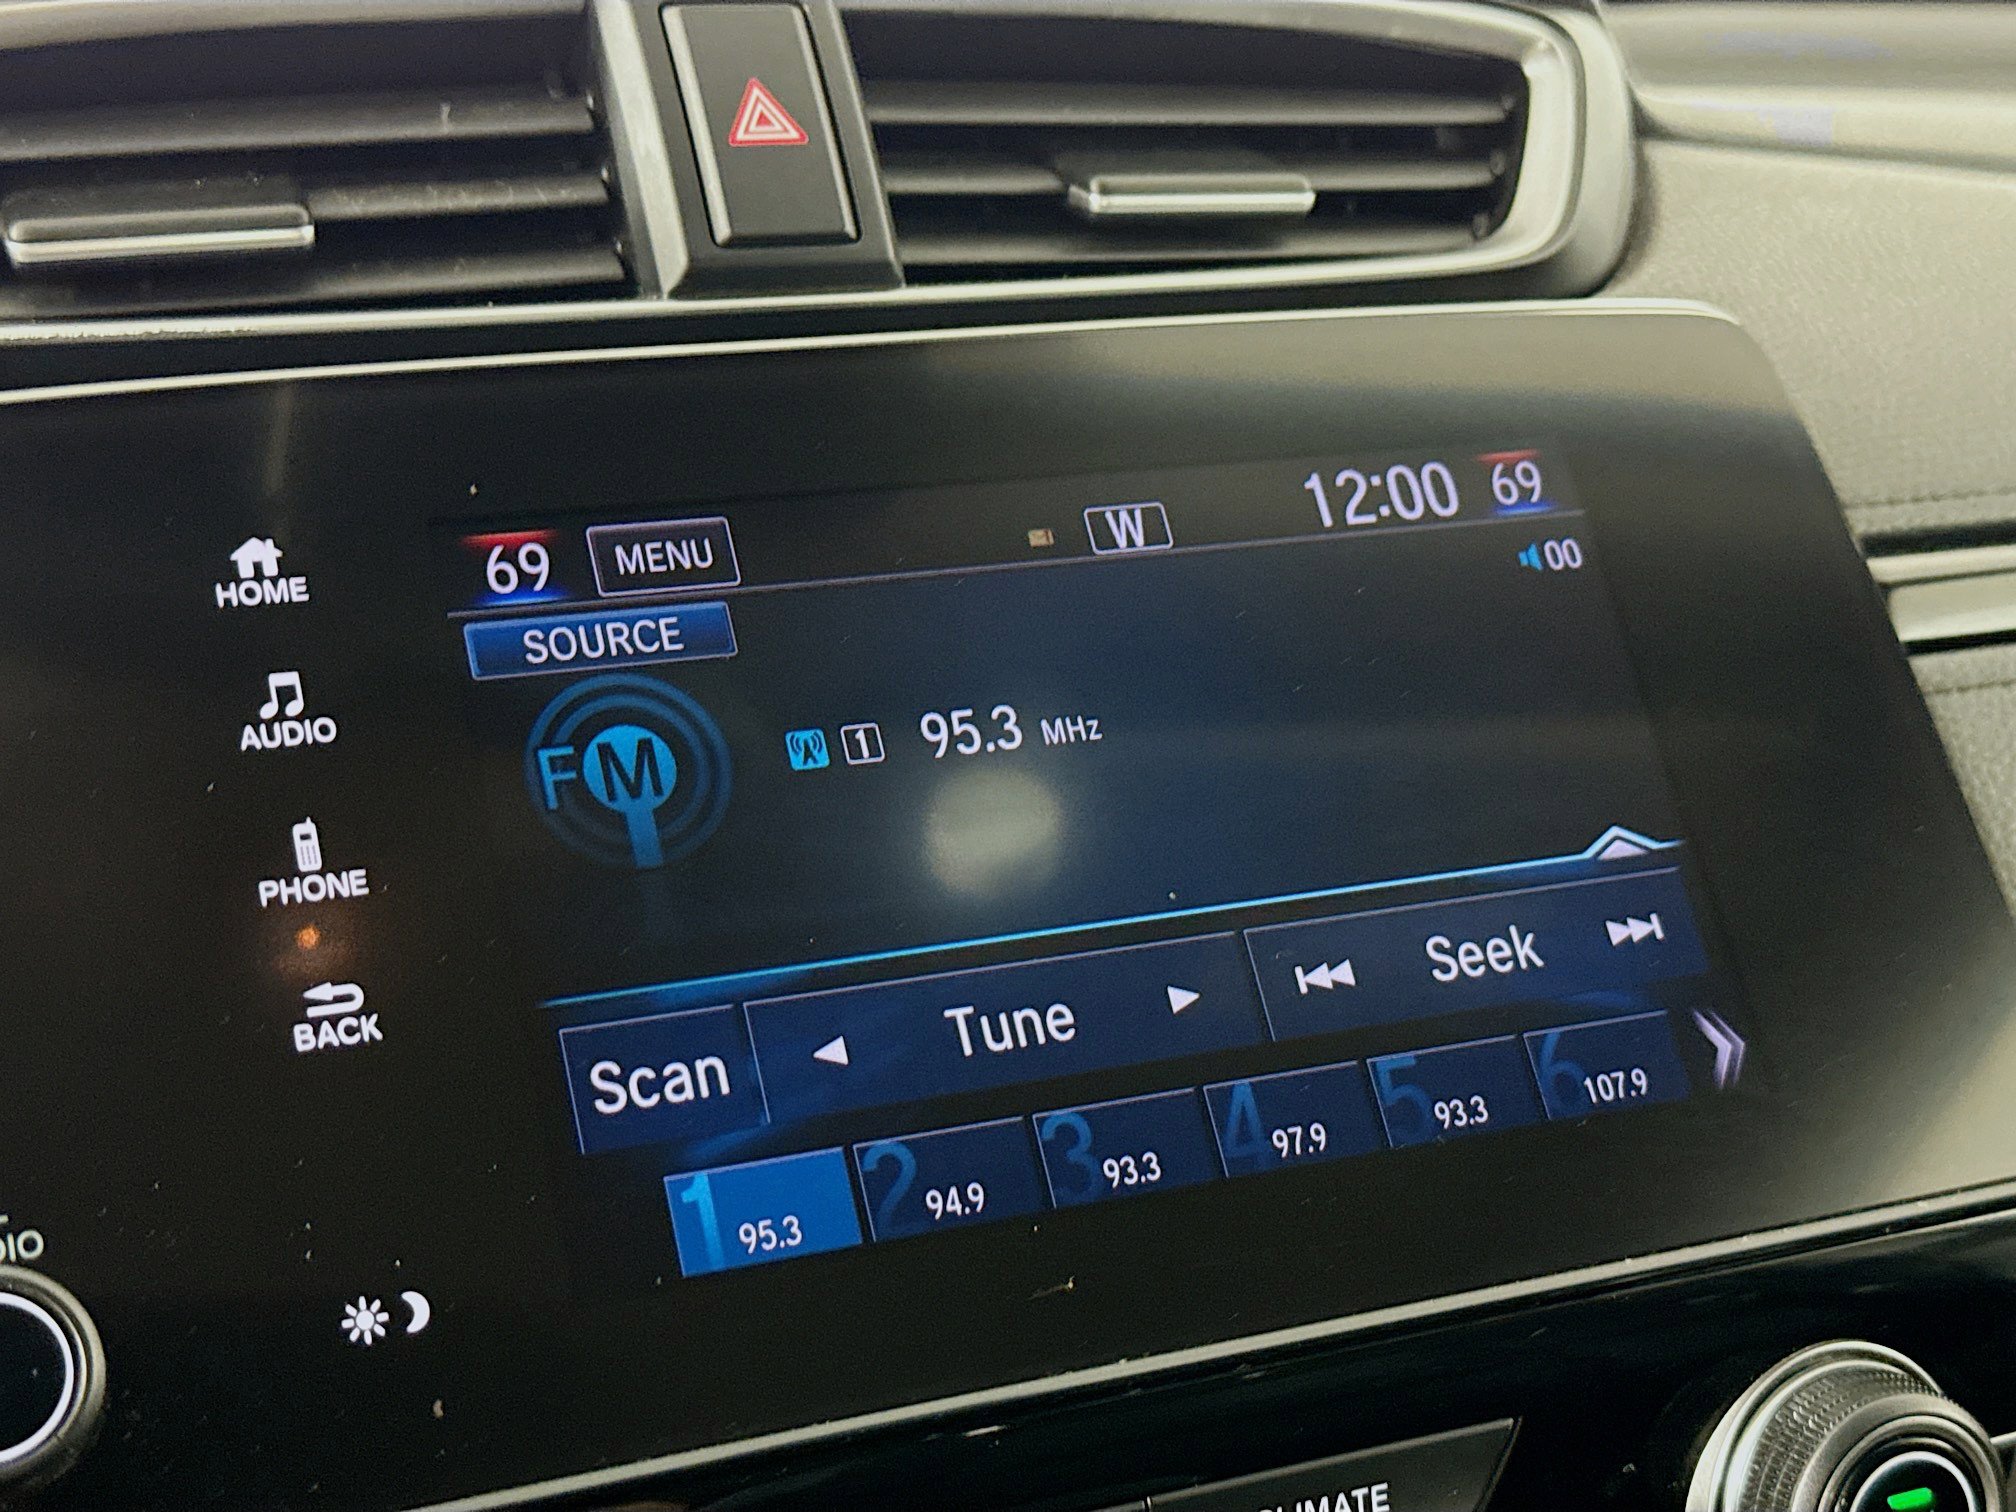 69 MENU W 12:00 69
00
HOME
SOURCE
AUDIO
FM 1 95.3 MHz
PHONE
BACK
Scan Tune Seek
1 95.3 2 94.9 3 93.3 4 97.9 5 93.3 6 107.9